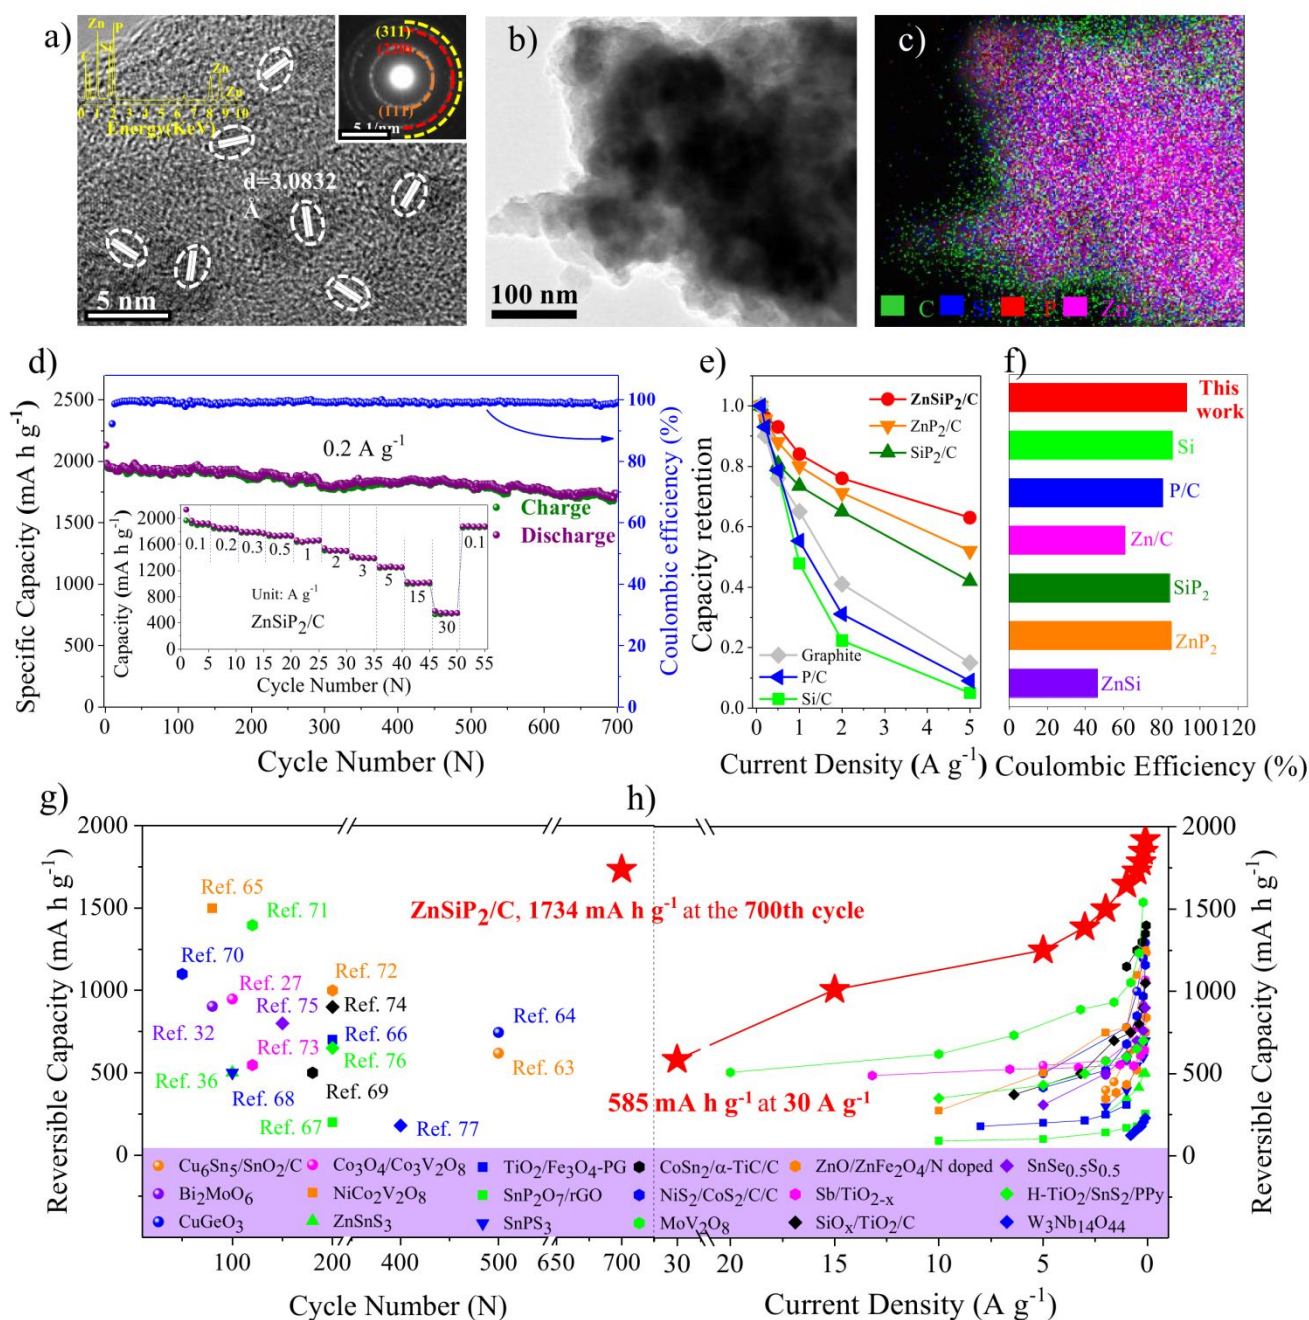 a)
Zn
P
C
Si
Zn
Zn
0 1 2 3 4 5 6 7 8 9 10
Energy(KeV)
(311)
(220)
(111)
5 1/nm
d=3.0832
Å
5 nm
b)
100 nm
c)
C Si P Zn
d)
Specific Capacity (mA h g-1)
2500
2000
1500
1000
500
0
0.2 A g-1
Charge
Discharge
Capacity (mA h g-1)
2000
1600
1200
800
400
0
0.1 0.2 0.3 0.5 1 2 3 5 15 30 0.1
Unit: A g-1
ZnSiP2/C
0 5 10 15 20 25 30 35 40 45 50 55
Cycle Number (N)
0 100 200 300 400 500 600 700
Cycle Number (N)
100
80
60
40
20
0
Coulombic efficiency (%)
e)
Capacity retention
1.0
0.8
0.6
0.4
0.2
0.0
ZnSiP2/C
ZnP2/C
SiP2/C
Graphite
P/C
Si/C
0 1 2 3 4 5
Current Density (A g-1)
f)
This
work
Si
P/C
Zn/C
SiP2
ZnP2
ZnSi
0 20 40 60 80 100 120
Coulombic Efficiency (%)
g)
Reversible Capacity (mA h g-1)
2000
1500
1000
500
0
Ref. 65
Ref. 71
Ref. 70
Ref. 27
Ref. 72
Ref. 75
Ref. 74
Ref. 32
Ref. 66
Ref. 64
Ref. 73
Ref. 76
Ref. 63
Ref. 36
Ref. 69
Ref. 68
Ref. 67
Ref. 77
h)
ZnSiP2/C, 1734 mA h g-1 at the 700th cycle
585 mA h g-1 at 30 A g-1
2000
1500
1000
500
0
Reversible Capacity (mA h g-1)
Cu6Sn5/SnO2/C Co3O4/Co3V2O8 TiO2/Fe3O4-PG CoSn2/α-TiC/C ZnO/ZnFe2O4/N doped SnSe0.5S0.5
Bi2MoO6 NiCo2V2O8 SnP2O7/rGO NiS2/CoS2/C/C Sb/TiO2-x H-TiO2/SnS2/PPy
CuGeO3 ZnSnS3 SnPS3 MoV2O8 SiOx/TiO2/C W3Nb14O44
100 200 400 500 650 700 30 20 15 10 5 0
Cycle Number (N) Current Density (A g-1)